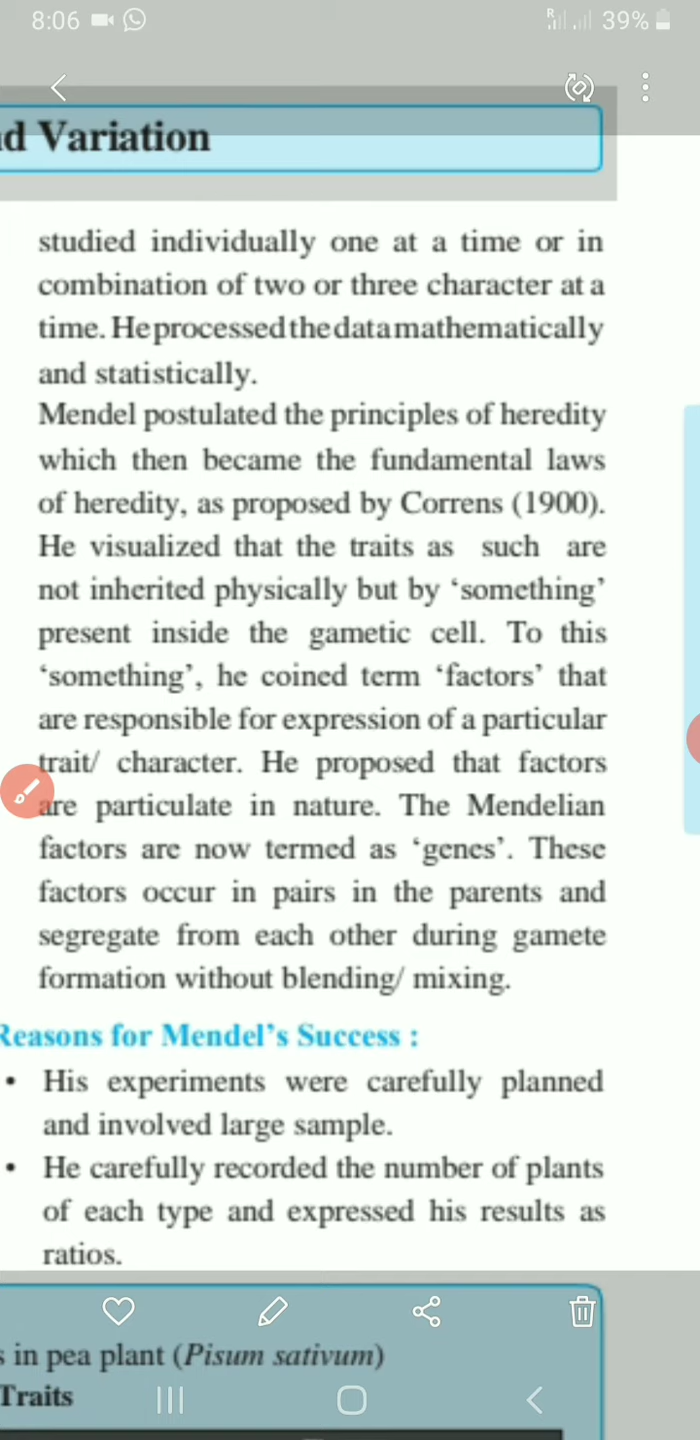 8:06
R
39%
d Variation
studied individually one at a time or in
combination of two or three character at a
time. He processed the data mathematically
and statistically.
Mendel postulated the principles of heredity
which then became the fundamental laws
of heredity, as proposed by Correns (1900).
He visualized that the traits as such are
not inherited physically but by ‘something’
present inside the gametic cell. To this
‘something’, he coined term ‘factors’ that
are responsible for expression of a particular
trait/ character. He proposed that factors
are particulate in nature. The Mendelian
factors are now termed as ‘genes’. These
factors occur in pairs in the parents and
segregate from each other during gamete
formation without blending/ mixing.
Reasons for Mendel’s Success :
• His experiments were carefully planned
and involved large sample.
• He carefully recorded the number of plants
of each type and expressed his results as
ratios.
s in pea plant (Pisum sativum)
Traits